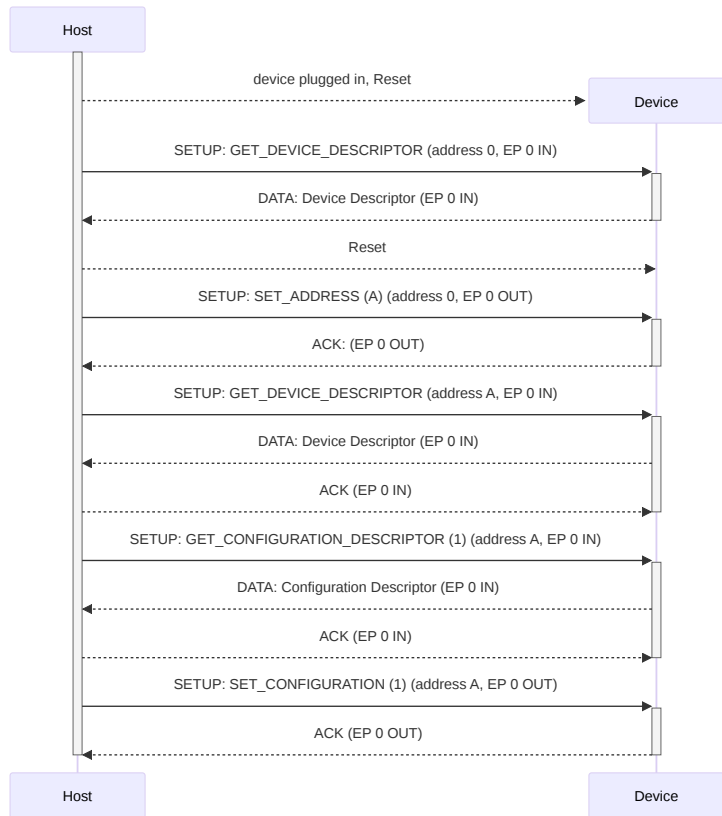 Host
device plugged in, Reset
Device
SETUP: GET_DEVICE_DESCRIPTOR (address 0, EP 0 IN)
DATA: Device Descriptor (EP 0 IN)
Reset
SETUP: SET_ADDRESS (A) (address 0, EP 0 OUT)
ACK: (EP 0 OUT)
SETUP: GET_DEVICE_DESCRIPTOR (address A, EP 0 IN)
DATA: Device Descriptor (EP 0 IN)
ACK (EP 0 IN)
SETUP: GET_CONFIGURATION_DESCRIPTOR (1) (address A, EP 0 IN)
DATA: Configuration Descriptor (EP 0 IN)
ACK (EP 0 IN)
SETUP: SET_CONFIGURATION (1) (address A, EP 0 OUT)
ACK (EP 0 OUT)
Host
Device